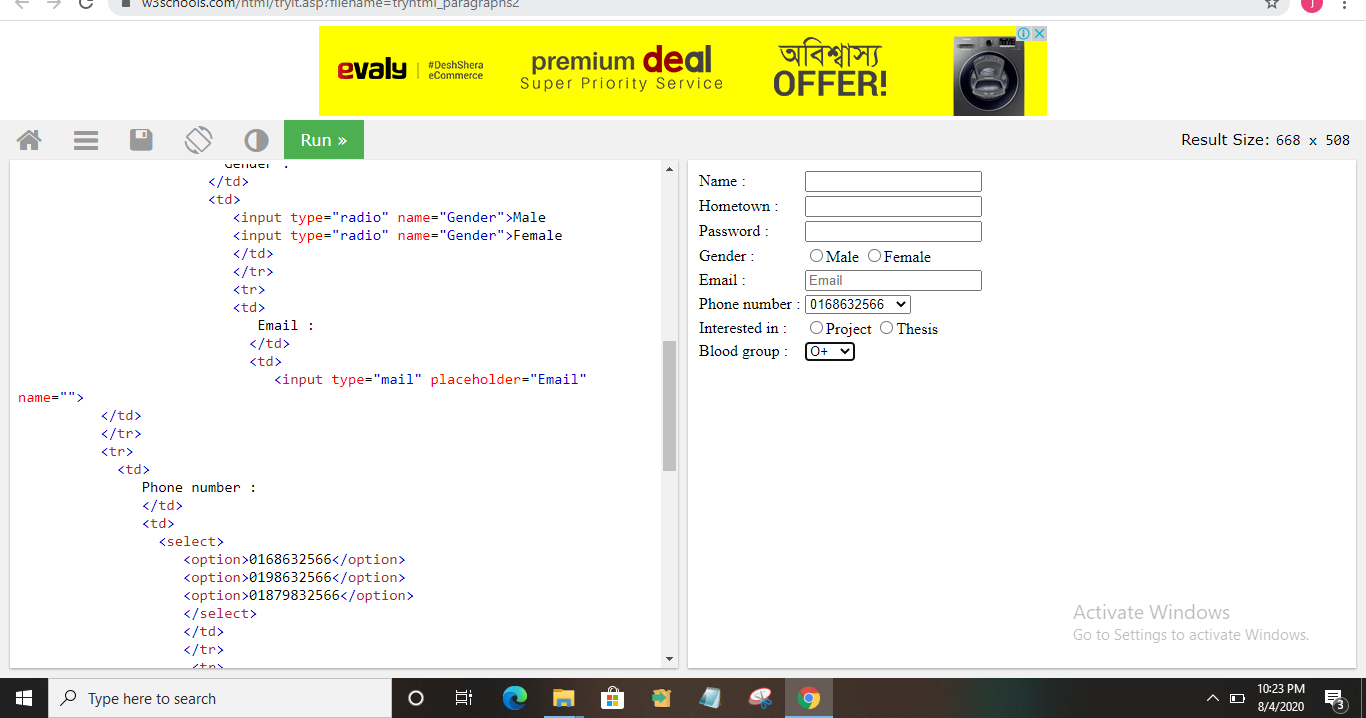 w3schools.com/html/tryit.asp?filename=tryhtml_paragraphs2
J
evaly
#DeshShera
eCommerce
premium deal
Super Priority Service
অবিশ্বাস্য
OFFER!
Run »
Result Size: 668 x 508
Gender :
</td>
<td>
<input type="radio" name="Gender">Male
<input type="radio" name="Gender">Female
</td>
</tr>
<tr>
<td>
Email :
</td>
<td>
<input type="mail" placeholder="Email"
name="">
</td>
</tr>
<tr>
<td>
Phone number :
</td>
<td>
<select>
<option>0168632566</option>
<option>0198632566</option>
<option>01879832566</option>
</select>
</td>
</tr>
<tr>
Name :
Hometown :
Password :
Gender : Male Female
Email : Email
Phone number : 0168632566
Interested in : Project Thesis
Blood group : O+
Activate Windows
Go to Settings to activate Windows.
Type here to search
10:23 PM
8/4/2020
3